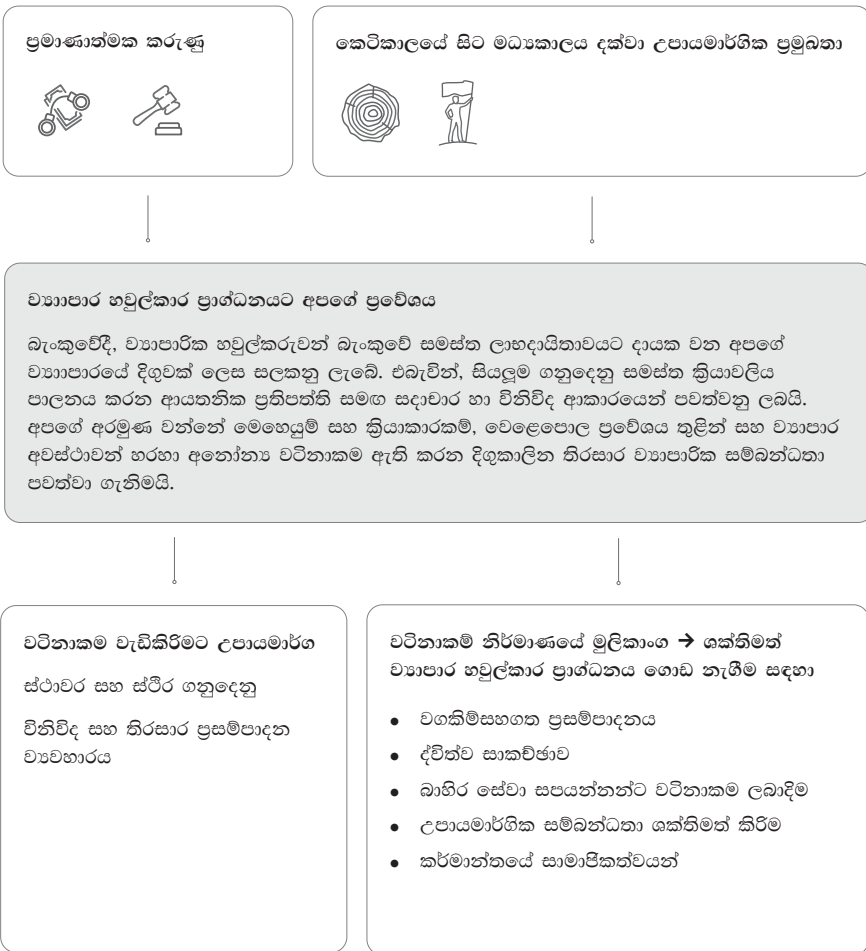 ප්‍රමාණාත්මක කරුණු
කෙටිකාලයේ සිට මධ්‍යකාලය දක්වා උපායමාර්ගික ප්‍රමුඛතා
ව්‍යාාපාර හවුල්කාර ප්‍රාග්ධනයට අපගේ ප්‍රවේශය
බැංකුවේදී, ව්‍යාපාරික හවුල්කරුවන් බැංකුවේ සමස්ත ලාභදායිතාවයට දායක වන අපගේ
ව්‍යාාපාරයේ දිගුවක් ලෙස සලකනු ලැබේ. එබැවින්, සියලූම ගනුදෙනු සමස්ත ක්‍රියාවලිය
පාලනය කරන ආයතනික ප්‍රතිපත්ති සමඟ සදාචාර හා විනිවිද ආකාරයෙන් පවත්වනු ලබයි.
අපගේ අරමුණ වන්නේ මෙහෙයුම් සහ ක්‍රියාකාරකම්, වෙළෙපොල ප්‍රවේශය තුළින් සහ ව්‍යාපාර
අවස්ථාවන් හරහා අනෝන්‍ය වටිනාකම ඇති කරන දිගුකාලින තිරසාර ව්‍යාපාරික සම්බන්ධතා
පවත්වා ගැනිමයි.
වටිනාකම වැඩිකිරිමට උපායමාර්ග
ස්ථාවර සහ ස්ථිර ගනුදෙනු
විනිවිද සහ තිරසාර ප්‍රසම්පාදන
ව්‍යවහාරය
වටිනාකම් නිර්මාණයේ මුලිකාංග → ශක්තිමත්
ව්‍යාපාර හවුල්කාර ප්‍රාග්ධනය ගොඩ නැගීම සඳහා
• වගකිම්සහගත ප්‍රසම්පාදනය
• ද්විත්ව සාකච්ඡාව
• බාහිර සේවා සපයන්නන්ට වටිනාකම ලබාදිම
• උපායමාර්ගික සම්බන්ධතා ශක්තිමත් කිරිම
• කර්මාන්තයේ සාමාජිකත්වයන්